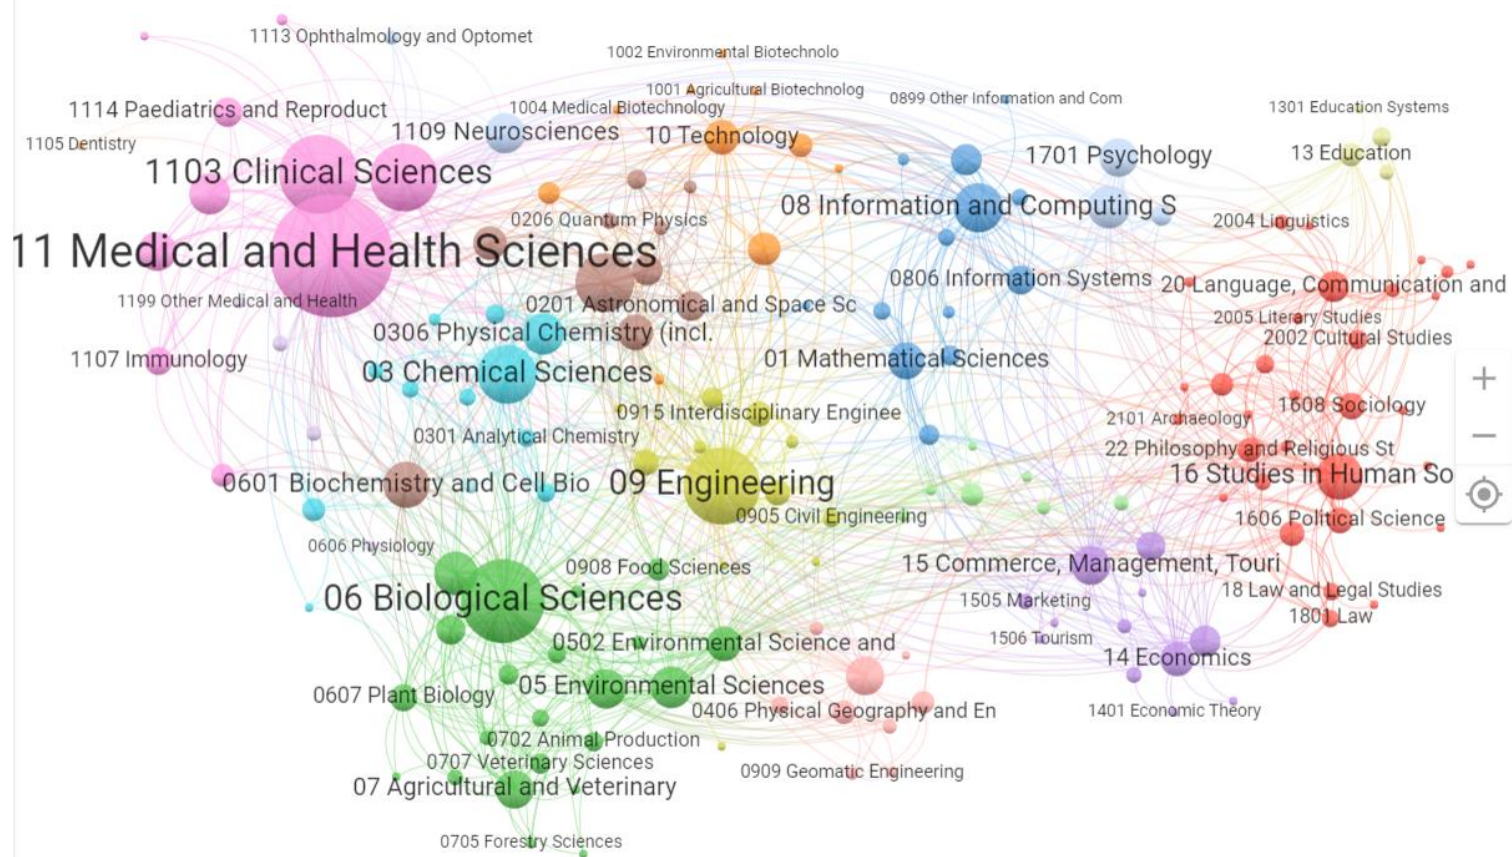 1113 Ophthalmology and Optomet
1002 Environmental Biotechnolo
1001 Agricultural Biotechnolog
0899 Other Information and Com
1301 Education Systems
1114 Paediatrics and Reproduct
1004 Medical Biotechnology
1105 Dentistry
1109 Neurosciences
10 Technology
1701 Psychology
13 Education
1103 Clinical Sciences
08 Information and Computing S
0206 Quantum Physics
2004 Linguistics
11 Medical and Health Sciences
0806 Information Systems
20 Language, Communication and
1199 Other Medical and Health
0201 Astronomical and Space Sc
2005 Literary Studies
0306 Physical Chemistry (incl.
2002 Cultural Studies
1107 Immunology
01 Mathematical Sciences
03 Chemical Sciences
0915 Interdisciplinary Enginee
1608 Sociology
2101 Archaeology
0301 Analytical Chemistry
22 Philosophy and Religious St
16 Studies in Human So
0601 Biochemistry and Cell Bio
09 Engineering
0905 Civil Engineering
1606 Political Science
0606 Physiology
0908 Food Sciences
15 Commerce, Management, Touri
18 Law and Legal Studies
06 Biological Sciences
1505 Marketing
1801 Law
1506 Tourism
0502 Environmental Science and
14 Economics
05 Environmental Sciences
0607 Plant Biology
0406 Physical Geography and En
1401 Economic Theory
0702 Animal Production
0707 Veterinary Sciences
0909 Geomatic Engineering
07 Agricultural and Veterinary
0705 Forestry Sciences